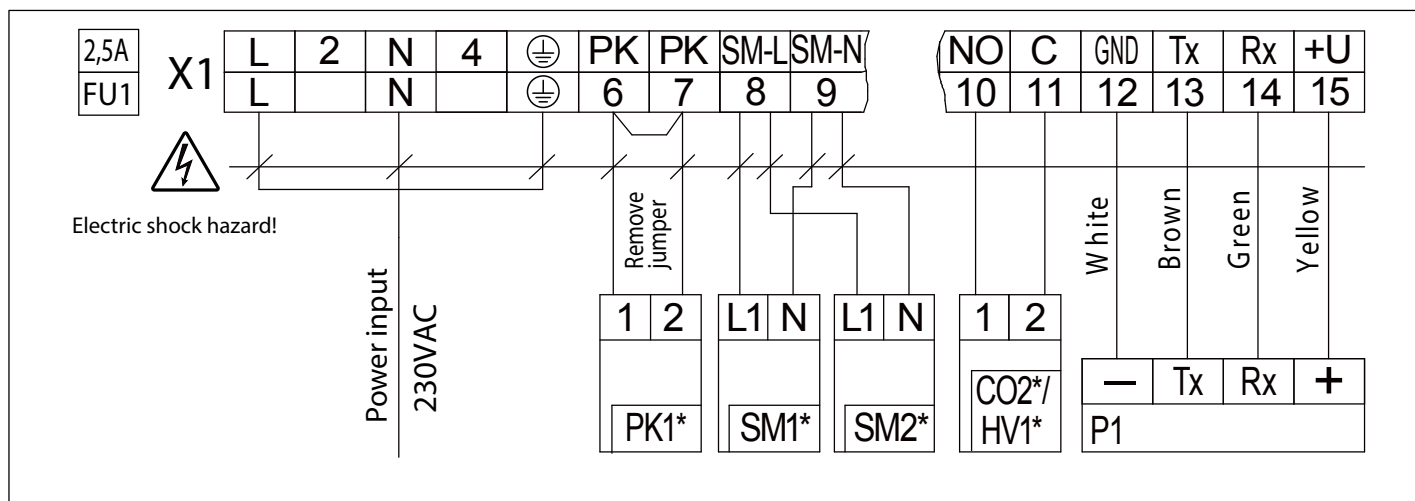 2,5A
FU1
X1
L 2 N 4 PK PK SM-L SM-N
L N 6 7 8 9
NO C GND Tx Rx +U
10 11 12 13 14 15
Electric shock hazard!
Power input
230VAC
Remove
jumper
White
Brown
Green
Yellow
1 2
PK1*
L1 N
SM1*
L1 N
SM2*
1 2
CO2*/
HV1*
— Tx Rx +
P1